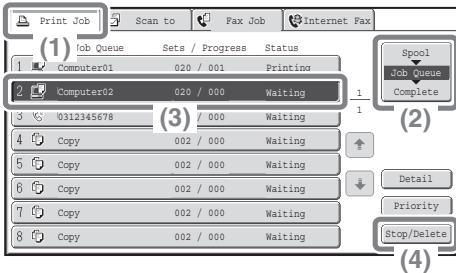 Print Job Scan to Fax Job Internet Fax
(1) Job Queue Sets / Progress Status
1 Computer01 020 / 001 Printing
2 Computer02 020 / 000 Waiting
3 0312345678 002 / 000 Waiting
(3)
4 Copy 002 / 000 Waiting
5 Copy 002 / 000 Waiting
6 Copy 002 / 000 Waiting
7 Copy 002 / 000 Waiting
8 Copy 002 / 000 Waiting
1
1
Spool
Job Queue
Complete
(2)
Detail
Priority
Stop/Delete
(4)